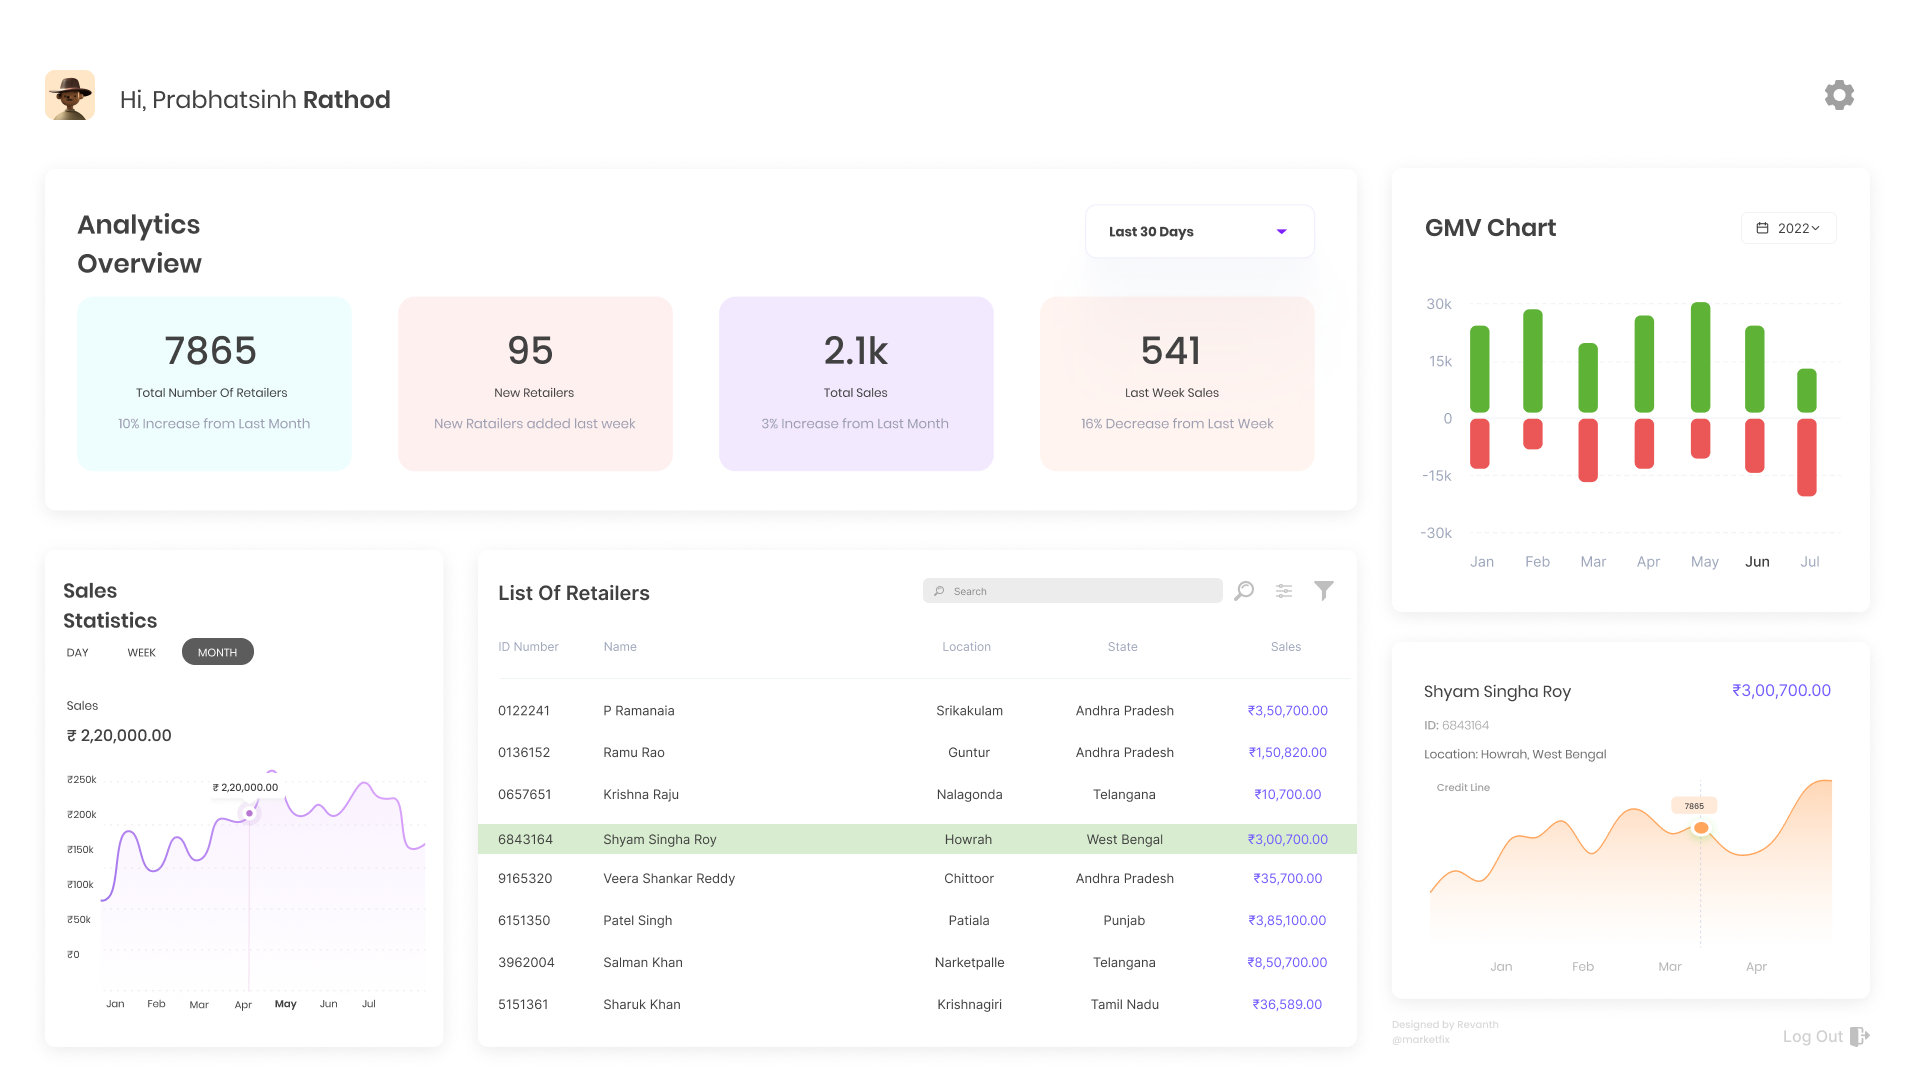 Hi, Prabhatsinh Rathod
Analytics
Overview
Last 30 Days
7865
Total Number Of Retailers
10% Increase from Last Month
95
New Retailers
New Ratailers added last week
2.1k
Total Sales
3% Increase from Last Month
541
Last Week Sales
16% Decrease from Last Week
GMV Chart
2022
30k
15k
0
-15k
-30k
Jan Feb Mar Apr May Jun Jul
Sales
Statistics
DAY WEEK MONTH
Sales
₹ 2,20,000.00
₹250k
₹ 2,20,000.00
₹200k
₹150k
₹100k
₹50k
₹0
Jan Feb Mar Apr May Jun Jul
List Of Retailers
Search
ID Number Name Location State Sales
0122241 P Ramanaia Srikakulam Andhra Pradesh ₹3,50,700.00
0136152 Ramu Rao Guntur Andhra Pradesh ₹1,50,820.00
0657651 Krishna Raju Nalagonda Telangana ₹10,700.00
6843164 Shyam Singha Roy Howrah West Bengal ₹3,00,700.00
9165320 Veera Shankar Reddy Chittoor Andhra Pradesh ₹35,700.00
6151350 Patel Singh Patiala Punjab ₹3,85,100.00
3962004 Salman Khan Narketpalle Telangana ₹8,50,700.00
5151361 Sharuk Khan Krishnagiri Tamil Nadu ₹36,589.00
Shyam Singha Roy ₹3,00,700.00
ID: 6843164
Location: Howrah, West Bengal
Credit Line
7865
Jan Feb Mar Apr
Designed by Revanth
@marketfix
Log Out